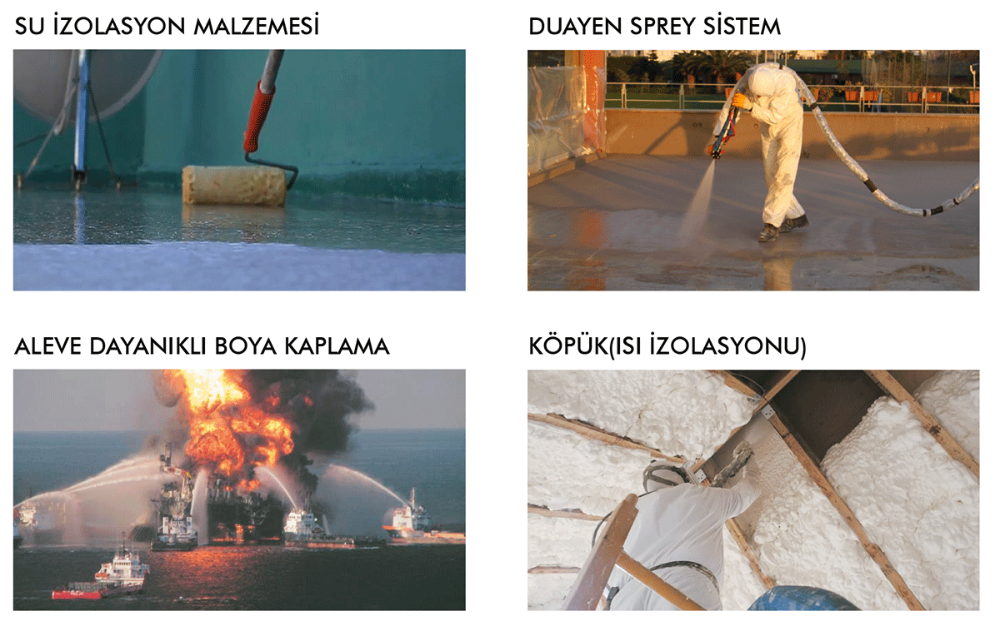 SU İZOLASYON MALZEMESİ
DUAYEN SPREY SİSTEM
ALEVE DAYANIKLI BOYA KAPLAMA
KÖPÜK(ISI İZOLASYONU)